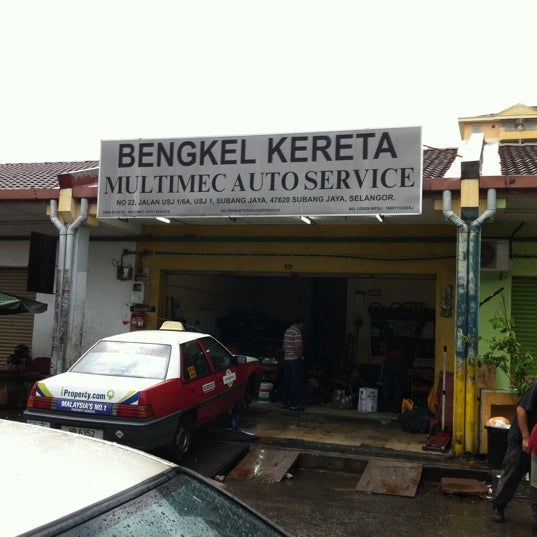 BENGKEL KERETA
MULTIMEC AUTO SERVICE
NO 22, JALAN USJ 1/6A, USJ 1, SUBANG JAYA, 47620 SUBANG JAYA, SELANGOR.
iProperty.com
MALAYSIA'S NO.1